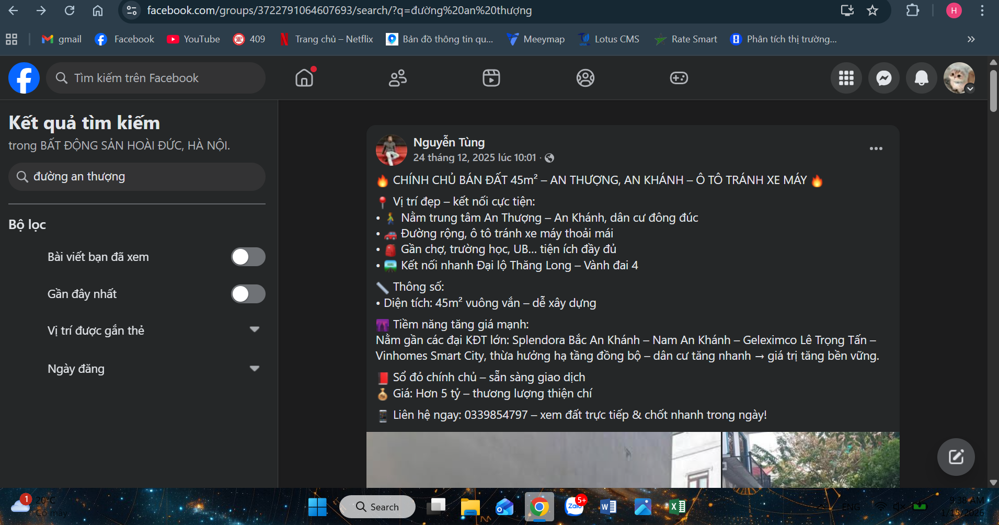 facebook.com/groups/3722791064607693/search/?q=đường%20an%20thượng
H
gmail
Facebook
YouTube
409
Trang chủ – Netflix
Bản đồ thông tin qu...
Meeymap
Lotus CMS
Rate Smart
Phân tích thị trường...
Tìm kiếm trên Facebook
Kết quả tìm kiếm
trong BẤT ĐỘNG SẢN HOÀI ĐỨC, HÀ NỘI.
đường an thượng
Bộ lọc
Bài viết bạn đã xem
Gần đây nhất
Vị trí được gắn thẻ
Ngày đăng
Nguyễn Tùng
24 tháng 12, 2025 lúc 10:01 ·
🔥 CHÍNH CHỦ BÁN ĐẤT 45m² – AN THƯỢNG, AN KHÁNH – Ô TÔ TRÁNH XE MÁY 🔥
📍 Vị trí đẹp – kết nối cực tiện:
• 🚶 Nằm trung tâm An Thượng – An Khánh, dân cư đông đúc
• 🚗 Đường rộng, ô tô tránh xe máy thoải mái
• 🎒 Gần chợ, trường học, UB... tiện ích đầy đủ
• 🛣 Kết nối nhanh Đại lộ Thăng Long – Vành đai 4
📏 Thông số:
• Diện tích: 45m² vuông vắn – dễ xây dựng
Tiềm năng tăng giá mạnh:
Nằm gần các đại KĐT lớn: Splendora Bắc An Khánh – Nam An Khánh – Geleximco Lê Trọng Tấn –
Vinhomes Smart City, thừa hưởng hạ tầng đồng bộ – dân cư tăng nhanh → giá trị tăng bền vững.
📕 Sổ đỏ chính chủ – sẵn sàng giao dịch
💰 Giá: Hơn 5 tỷ – thương lượng thiện chí
📱 Liên hệ ngay: 0339854797 – xem đất trực tiếp & chốt nhanh trong ngày!
1
20°C
Có mây
Search
Zalo
5+
ENG
9:38 AM
1/15/2026